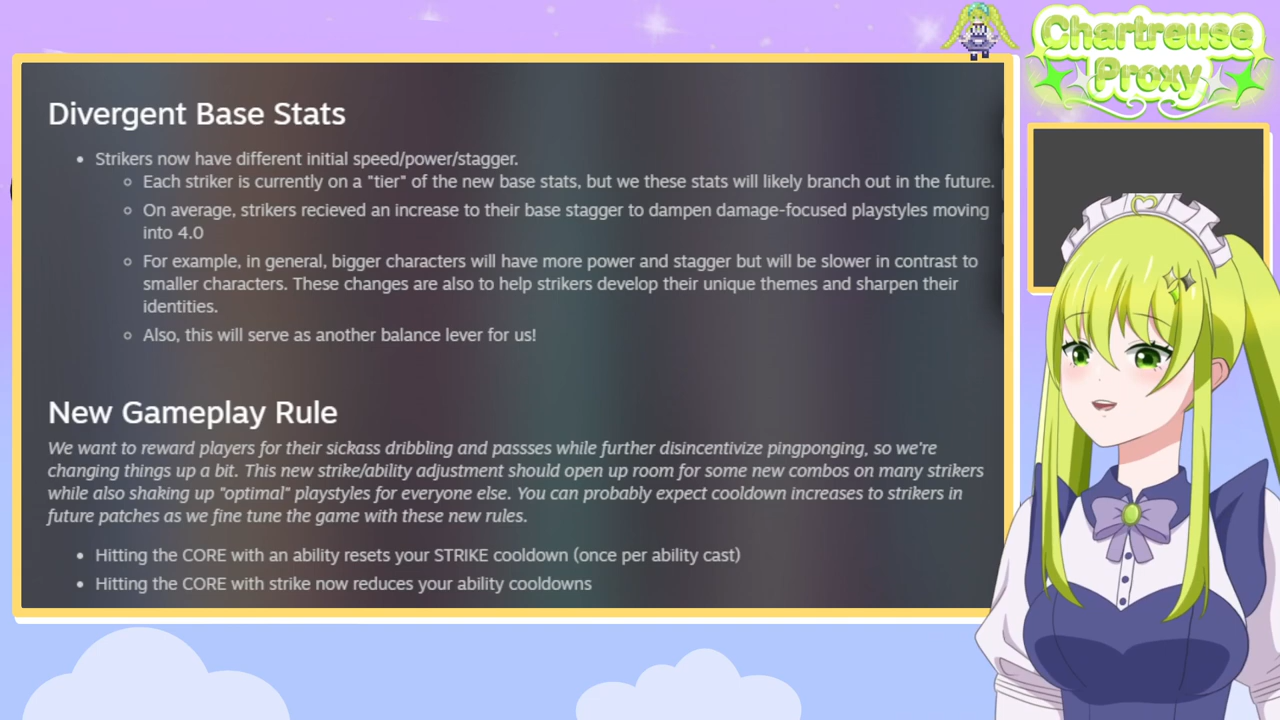 Chartreuse
Proxy
Divergent Base Stats
• Strikers now have different initial speed/power/stagger.
◦ Each striker is currently on a "tier" of the new base stats, but we these stats will likely branch out in the future.
◦ On average, strikers recieved an increase to their base stagger to dampen damage-focused playstyles moving
into 4.0
◦ For example, in general, bigger characters will have more power and stagger but will be slower in contrast to
smaller characters. These changes are also to help strikers develop their unique themes and sharpen their
identities.
◦ Also, this will serve as another balance lever for us!
New Gameplay Rule
We want to reward players for their sickass dribbling and passses while further disincentivize pingponging, so we're
changing things up a bit. This new strike/ability adjustment should open up room for some new combos on many strikers
while also shaking up "optimal" playstyles for everyone else. You can probably expect cooldown increases to strikers in
future patches as we fine tune the game with these new rules.
• Hitting the CORE with an ability resets your STRIKE cooldown (once per ability cast)
• Hitting the CORE with strike now reduces your ability cooldowns